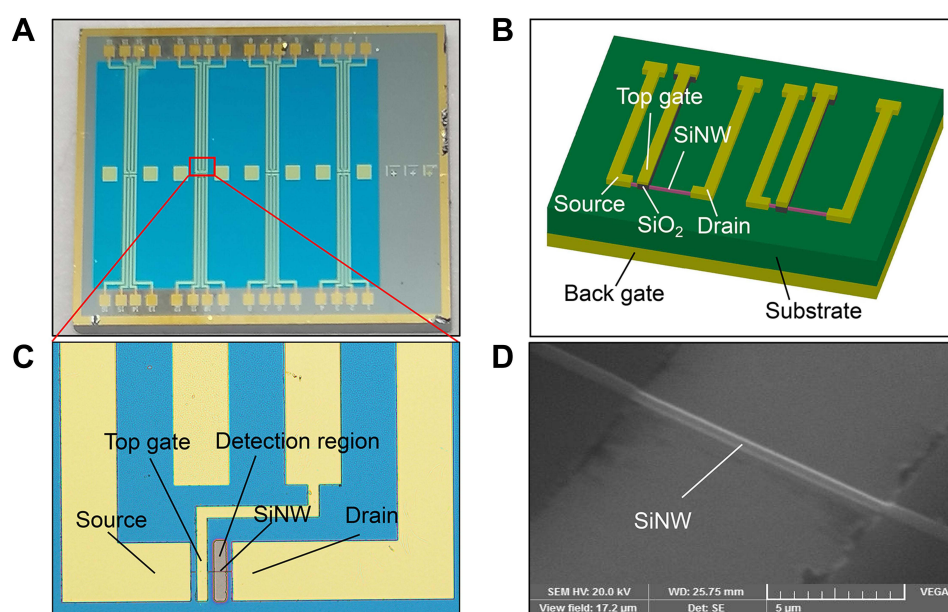 A
B
Top gate
SiNW
Source
SiO2
Drain
Back gate
Substrate
C
Top gate
Detection region
Source
SiNW
Drain
D
SiNW
SEM HV: 20.0 kV
WD: 25.75 mm
VEGA
View field: 17.2 µm
Det: SE
5 µm